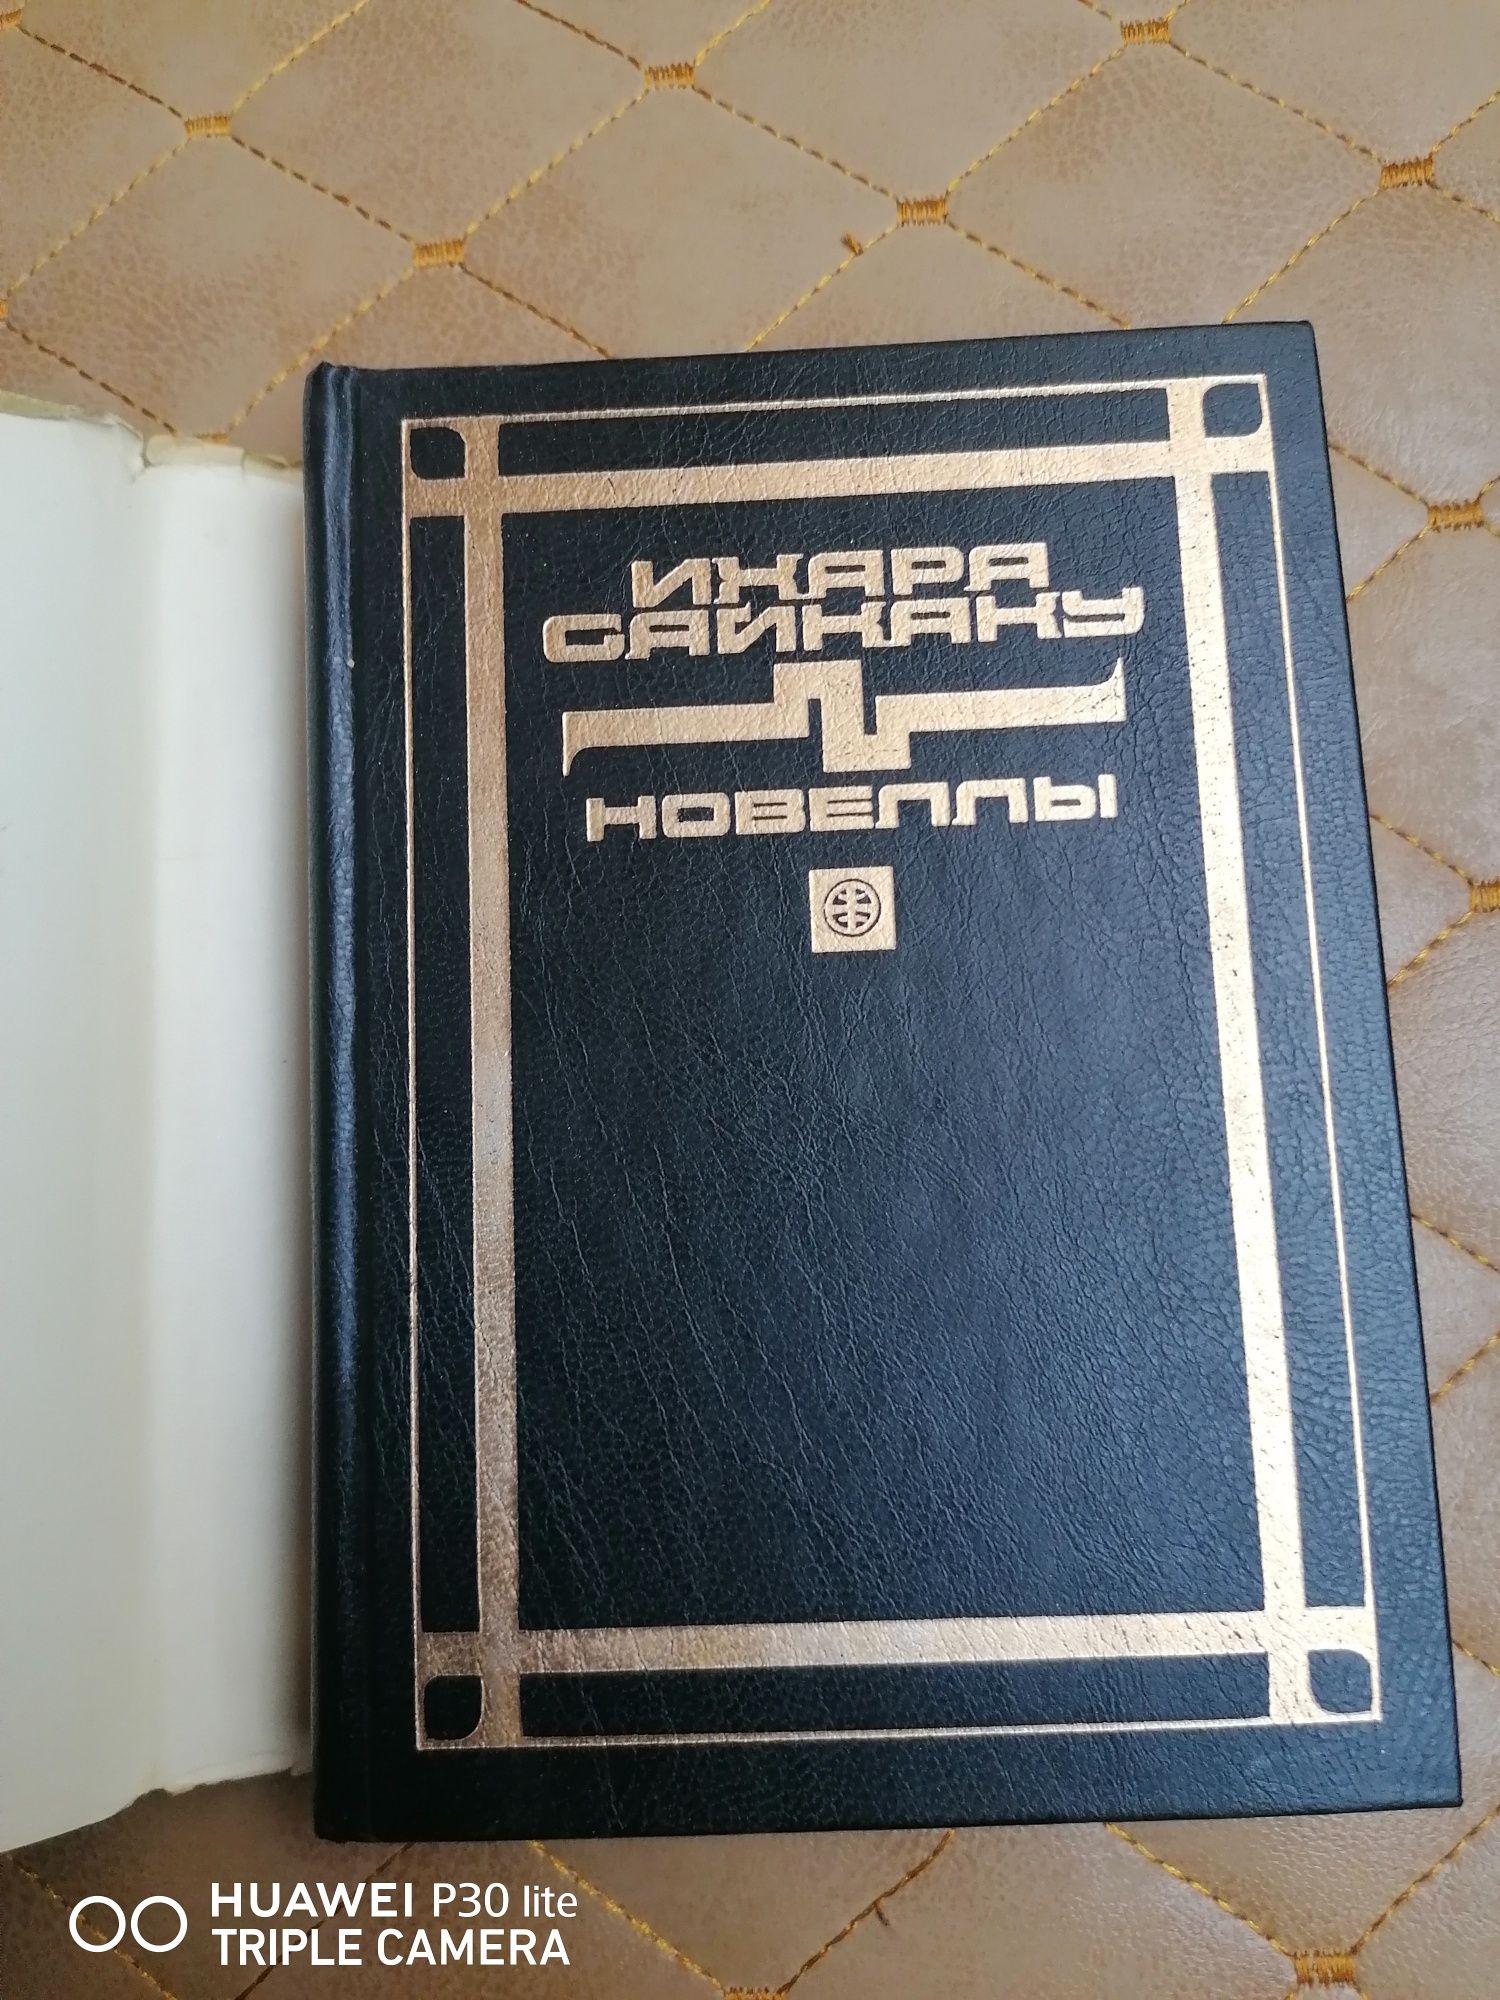 ИХАРА
САЙКАКУ
НОВЕЛЛЫ
HUAWEI P30 lite
TRIPLE CAMERA